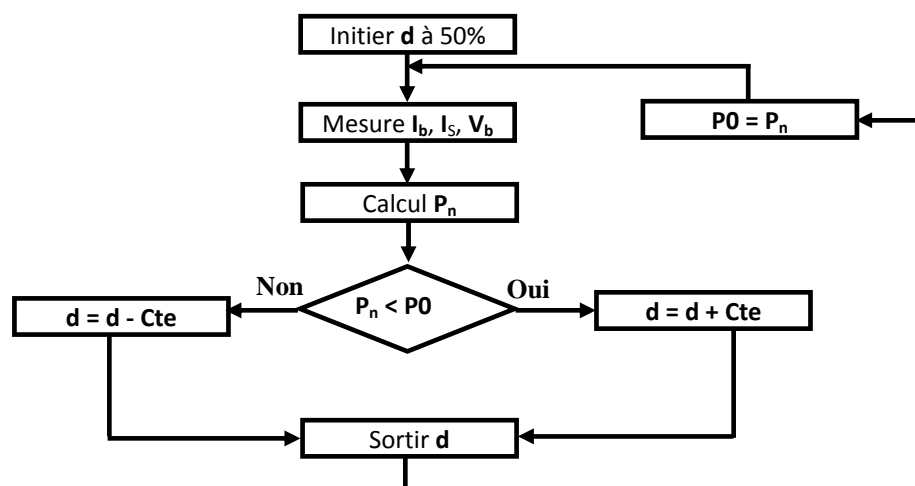 Initier d à 50%
Mesure Ib, IS, Vb
P0 = Pn
Calcul Pn
Non
Pn < P0
Oui
d = d - Cte
d = d + Cte
Sortir d